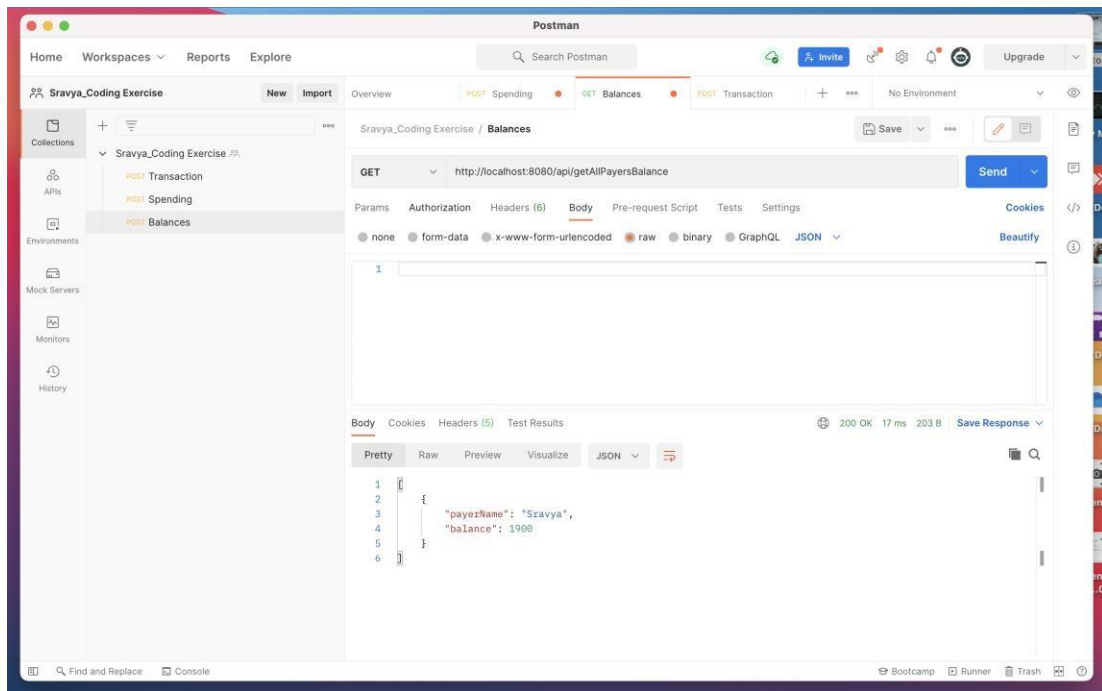 Postman
Home Workspaces Reports Explore Search Postman Invite Upgrade
Sravya_Coding Exercise New Import Overview POST Spending GET Balances POST Transaction No Environment
Collections
APIs
Environments
Mock Servers
Monitors
History
Sravya_Coding Exercise
POST Transaction
POST Spending
POST Balances
Sravya_Coding Exercise / Balances Save
GET http://localhost:8080/api/getAllPayersBalance Send
Params Authorization Headers (6) Body Pre-request Script Tests Settings Cookies
none form-data x-www-form-urlencoded raw binary GraphQL JSON Beautify
1
Body Cookies Headers (5) Test Results 200 OK 17 ms 203 B Save Response
Pretty Raw Preview Visualize JSON
1 [
2 {
3 "payerName": "Sravya",
4 "balance": 1900
5 }
6 ]
Find and Replace Console Bootcamp Runner Trash